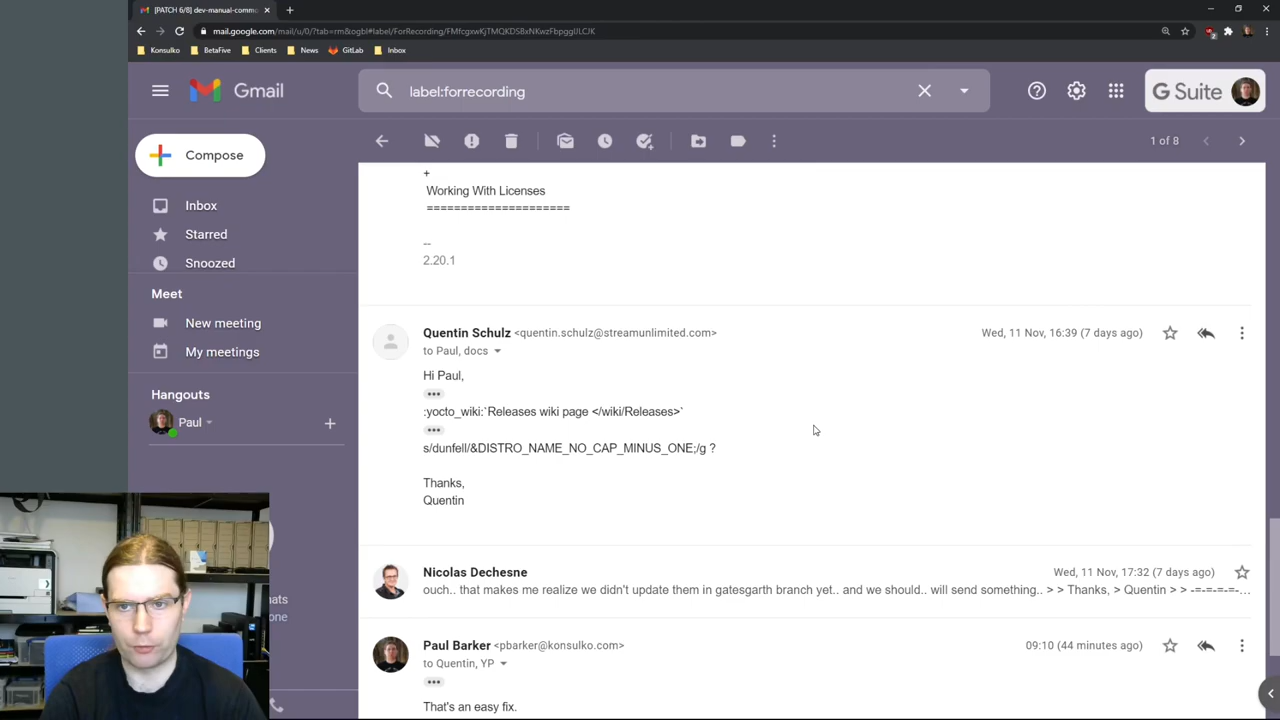 [PATCH 6/8] dev-manual-commo
mail.google.com/mail/u/0/?tab=rm&ogbl#label/ForRecording/
Konsulko
BetaFive
Clients
News
GitLab
Inbox
Gmail
label:forrecording
G Suite
Compose
1 of 8
Inbox
Starred
Snoozed
Meet
New meeting
My meetings
Hangouts
Paul
+
Working With Licenses
=====================
--
2.20.1
Quentin Schulz <quentin.schulz@streamunlimited.com>
Wed, 11 Nov, 16:39 (7 days ago)
to Paul, docs
Hi Paul,
:yocto_wiki:`Releases wiki page </wiki/Releases>`
s/dunfell/&DISTRO_NAME_NO_CAP_MINUS_ONE;/g ?
Thanks,
Quentin
Nicolas Dechesne
Wed, 11 Nov, 17:32 (7 days ago)
ouch.. that makes me realize we didn't update them in gatesgarth branch yet.. and we should.. will send something.. > > Thanks, > Quentin > > -=-=-=-=-...
Paul Barker <pbarker@konsulko.com>
09:10 (44 minutes ago)
to Quentin, YP
That's an easy fix.